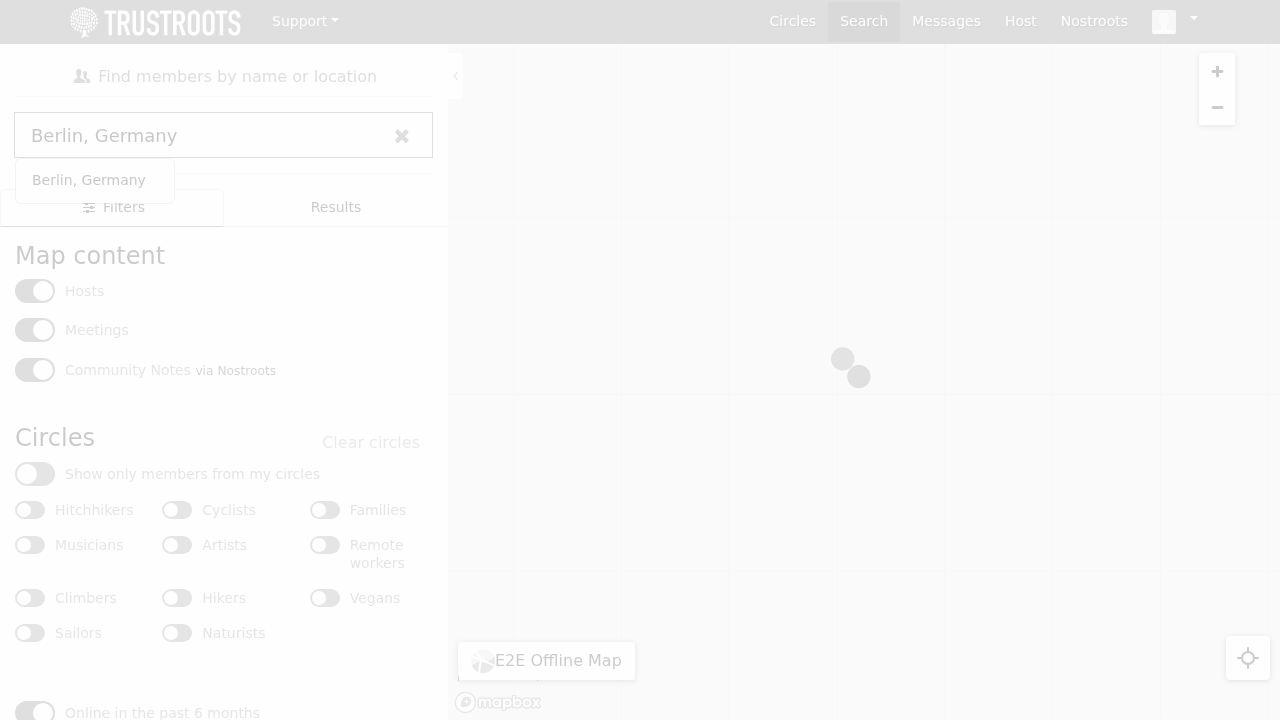 TRUSTROOTS
Support
Circles
Search
Messages
Host
Nostroots
Find members by name or location
Berlin, Germany
Berlin, Germany
Filters
Results
Map content
Hosts
Meetings
Community Notes via Nostroots
Circles
Clear circles
Show only members from my circles
Hitchhikers
Cyclists
Families
Musicians
Artists
Remote
workers
Climbers
Hikers
Vegans
Sailors
Naturists
Online in the past 6 months
E2E Offline Map
mapbox